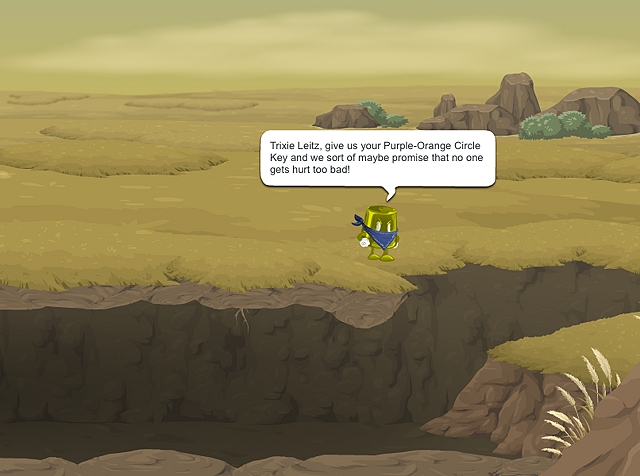 Trixie Leitz, give us your Purple-Orange Circle
Key and we sort of maybe promise that no one
gets hurt too bad!